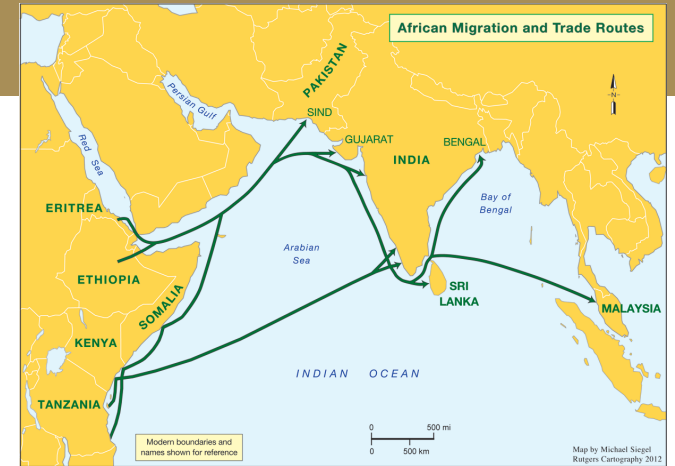 African Migration and Trade Routes
PAKISTAN
Persian Gulf
-N-
SIND
GUJARAT
BENGAL
Red Sea
INDIA
Bay of
Bengal
ERITREA
Arabian
Sea
ETHIOPIA
SOMALIA
SRI
LANKA
MALAYSIA
KENYA
INDIAN OCEAN
TANZANIA
0 500 mi
0 500 km
Modern boundaries and
names shown for reference
Map by Michael Siegel
Rutgers Cartography 2012